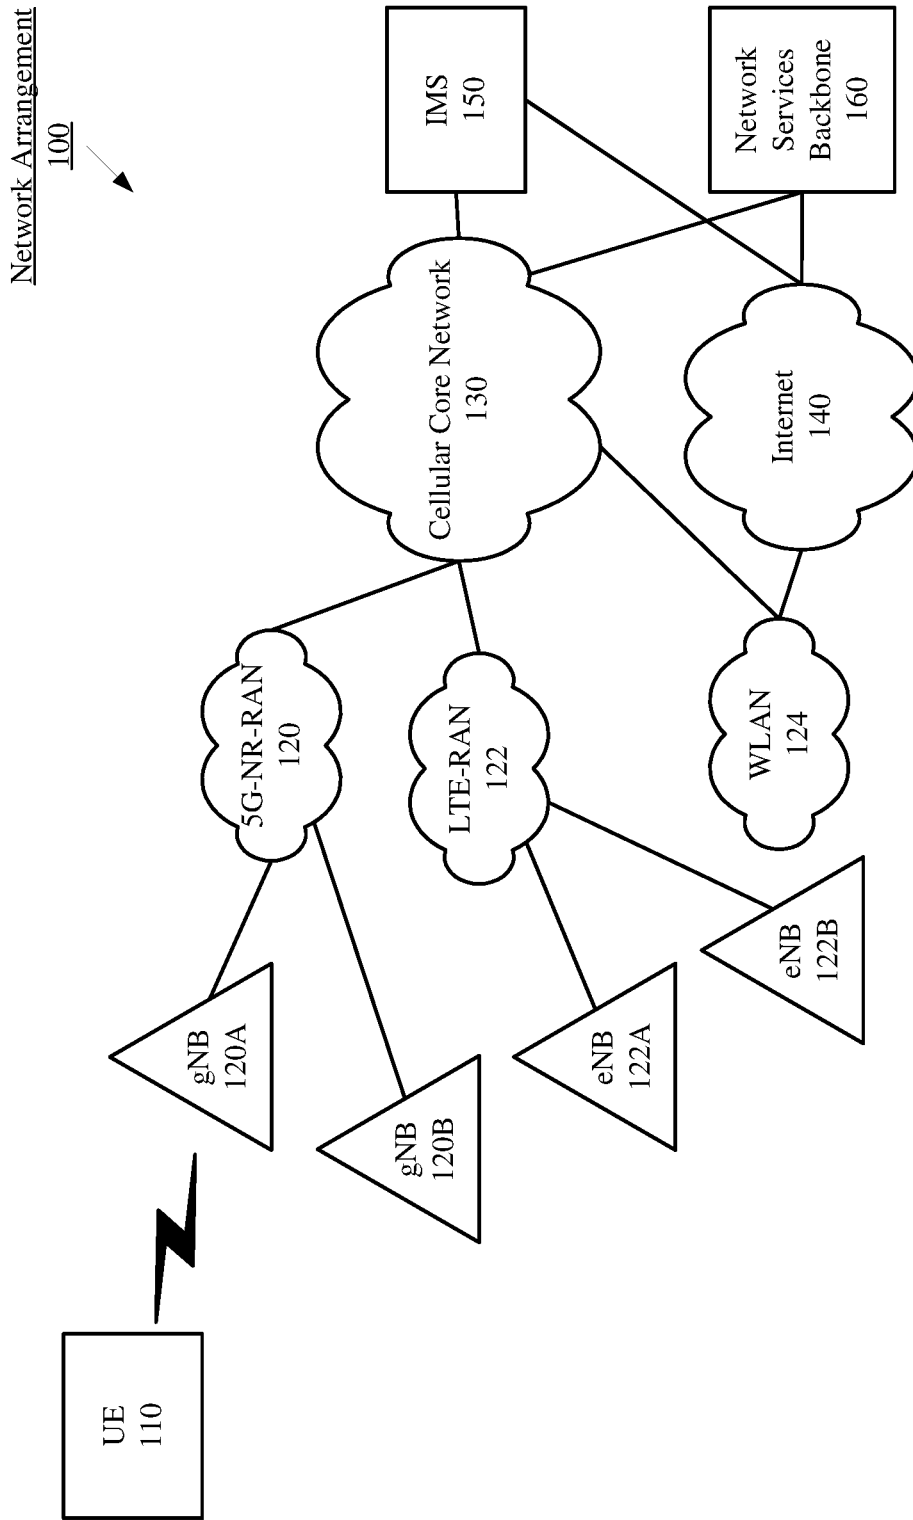 Network Arrangement
100
UE
110
gNB
120A
gNB
120B
eNB
122A
eNB
122B
5G-NR-RAN
120
LTE-RAN
122
WLAN
124
Cellular Core Network
130
Internet
140
IMS
150
Network
Services
Backbone
160